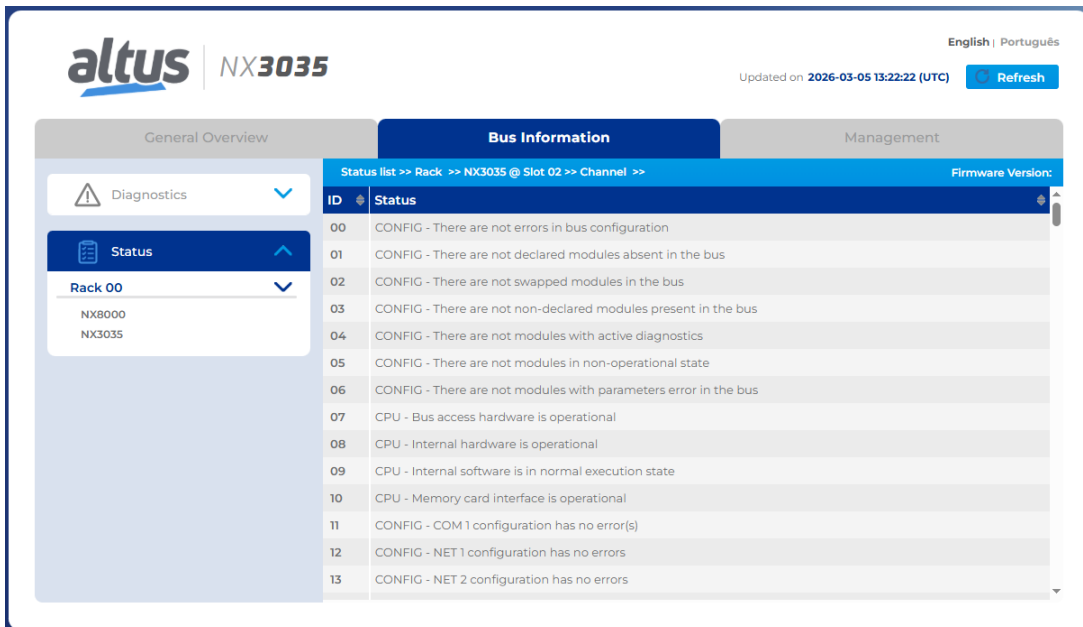 English | Português
altus NX3035
Updated on 2026-03-05 13:22:22 (UTC) Refresh
General Overview Bus Information Management
Status list >> Rack >> NX3035 @ Slot 02 >> Channel >> Firmware Version:
Diagnostics
Status
Rack 00
NX8000
NX3035
ID Status
00 CONFIG - There are not errors in bus configuration
01 CONFIG - There are not declared modules absent in the bus
02 CONFIG - There are not swapped modules in the bus
03 CONFIG - There are not non-declared modules present in the bus
04 CONFIG - There are not modules with active diagnostics
05 CONFIG - There are not modules in non-operational state
06 CONFIG - There are not modules with parameters error in the bus
07 CPU - Bus access hardware is operational
08 CPU - Internal hardware is operational
09 CPU - Internal software is in normal execution state
10 CPU - Memory card interface is operational
11 CONFIG - COM 1 configuration has no error(s)
12 CONFIG - NET 1 configuration has no errors
13 CONFIG - NET 2 configuration has no errors